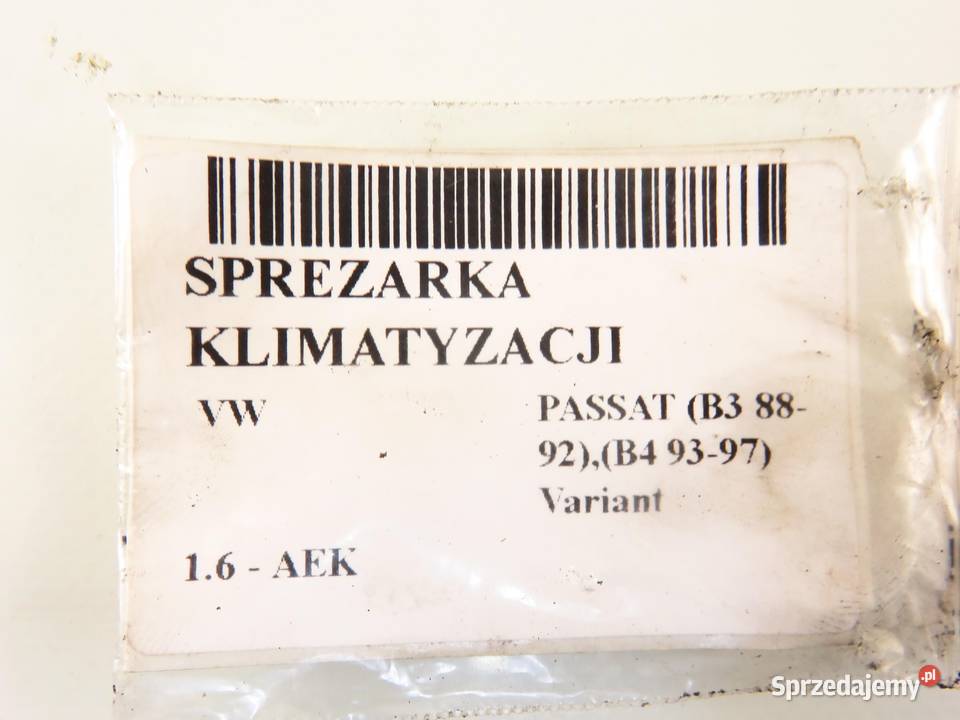 SPREZARKA
KLIMATYZACJI
VW
PASSAT (B3 88-
92),(B4 93-97)
Variant
1.6 - AEK
Sprzedajemy.pl